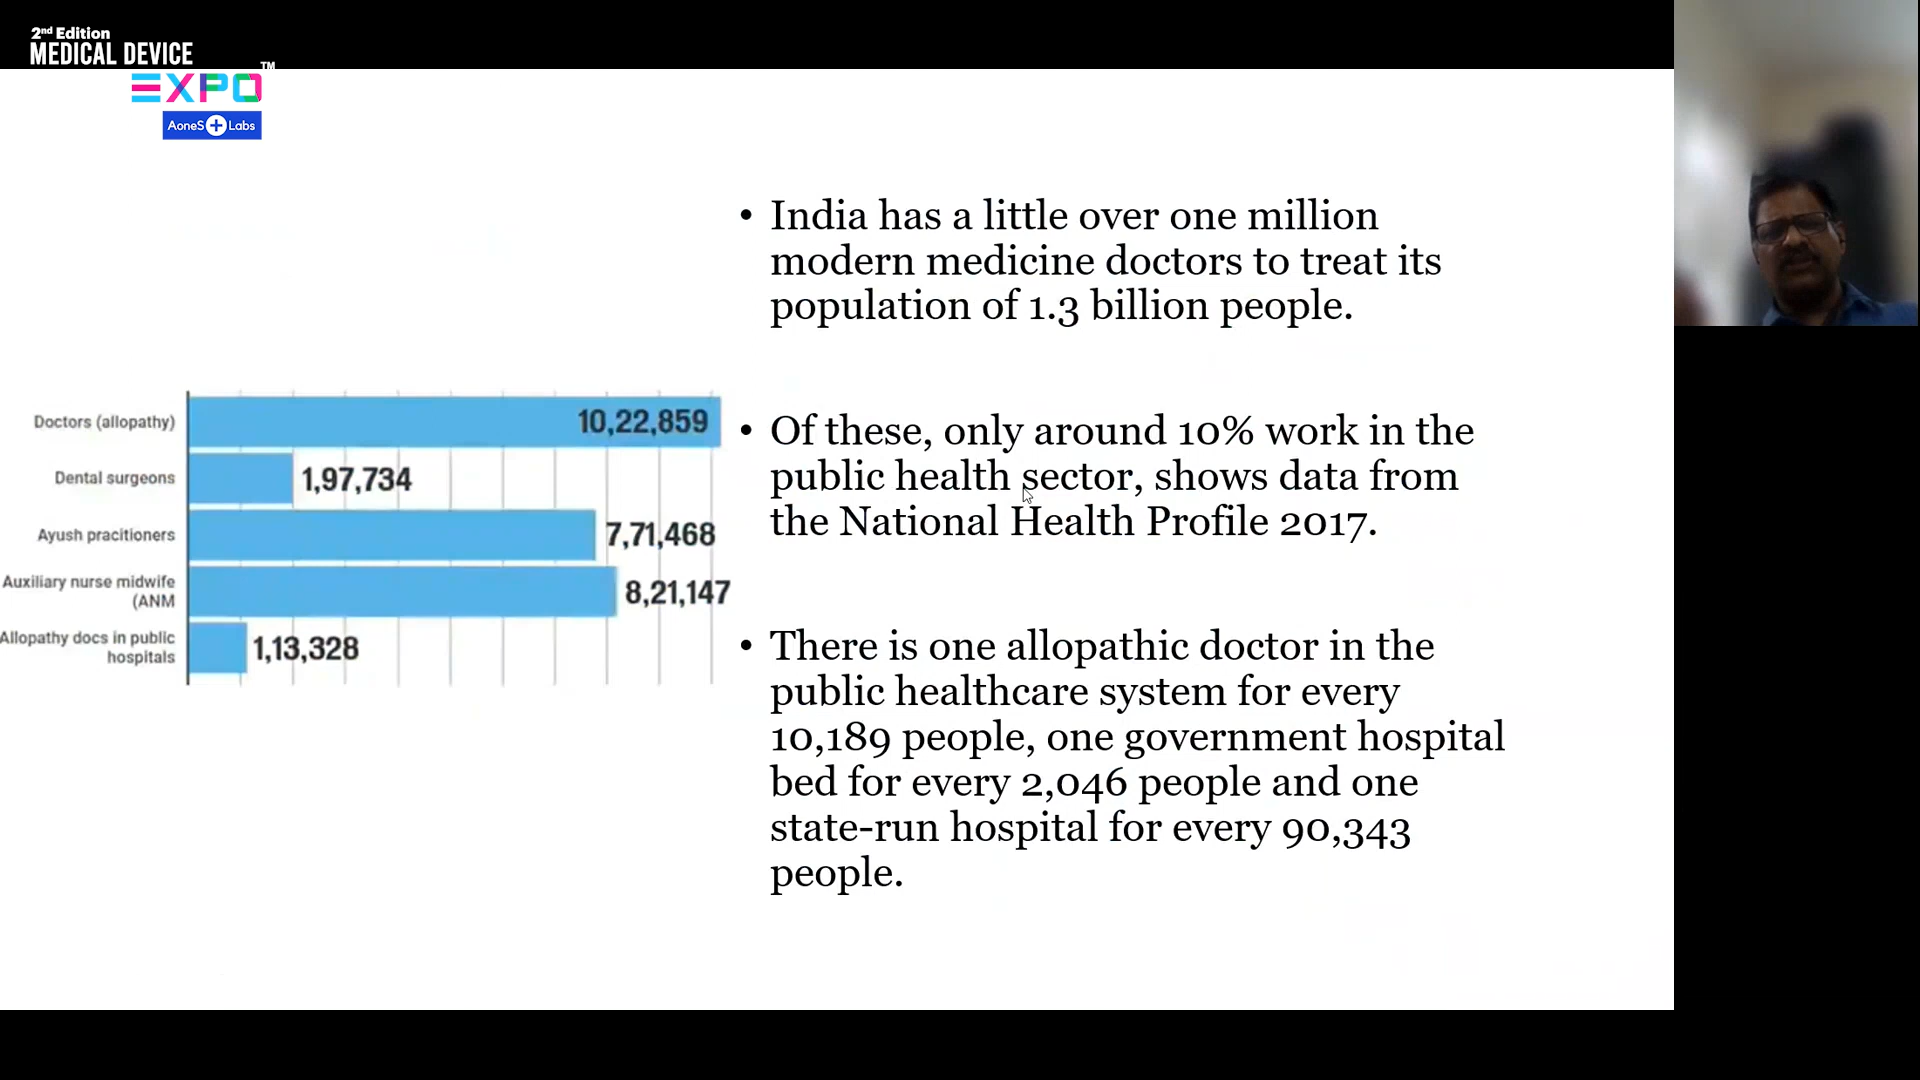 2nd Edition
MEDICAL DEVICE
EXPO TM
AoneS Labs
• India has a little over one million
modern medicine doctors to treat its
population of 1.3 billion people.
• Of these, only around 10% work in the
public health sector, shows data from
the National Health Profile 2017.
• There is one allopathic doctor in the
public healthcare system for every
10,189 people, one government hospital
bed for every 2,046 people and one
state-run hospital for every 90,343
people.
Doctors (allopathy) 10,22,859
Dental surgeons 1,97,734
Ayush pracitioners 7,71,468
Auxiliary nurse midwife
(ANM 8,21,147
Allopathy docs in public
hospitals 1,13,328